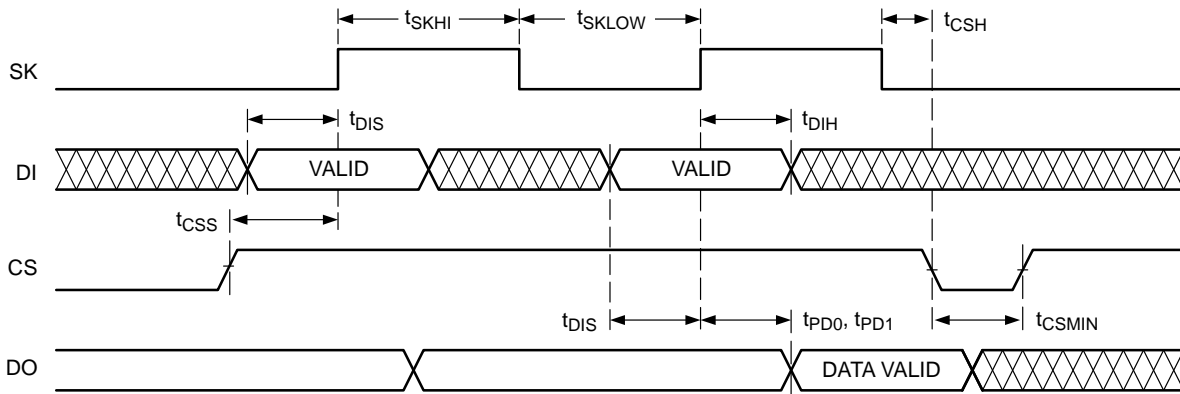 tSKHI
tSKLOW
tCSH
SK
tDIS
tDIH
DI
VALID
VALID
tCSS
CS
tDIS
tPD0, tPD1
tCSMIN
DO
DATA VALID